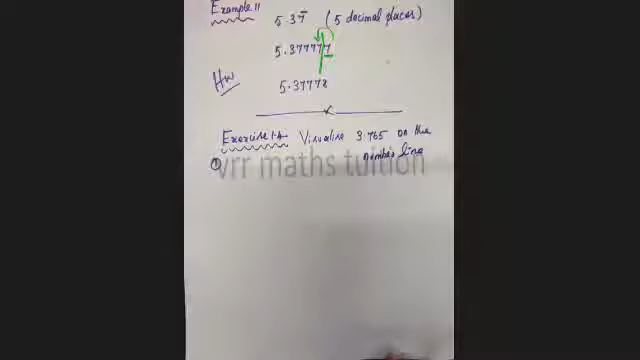 Example 11
5.37̅ (5 decimal places)
5.377777
Hw
5.37778
Exercise 1.4 Visualise 3.765 on the
number line
①
vrr maths tuition